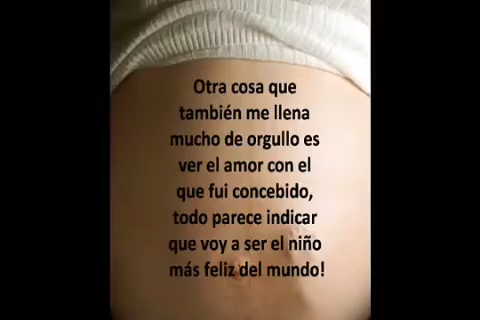 Otra cosa que
también me llena
mucho de orgullo es
ver el amor con el
que fui concebido,
todo parece indicar
que voy a ser el niño
más feliz del mundo!